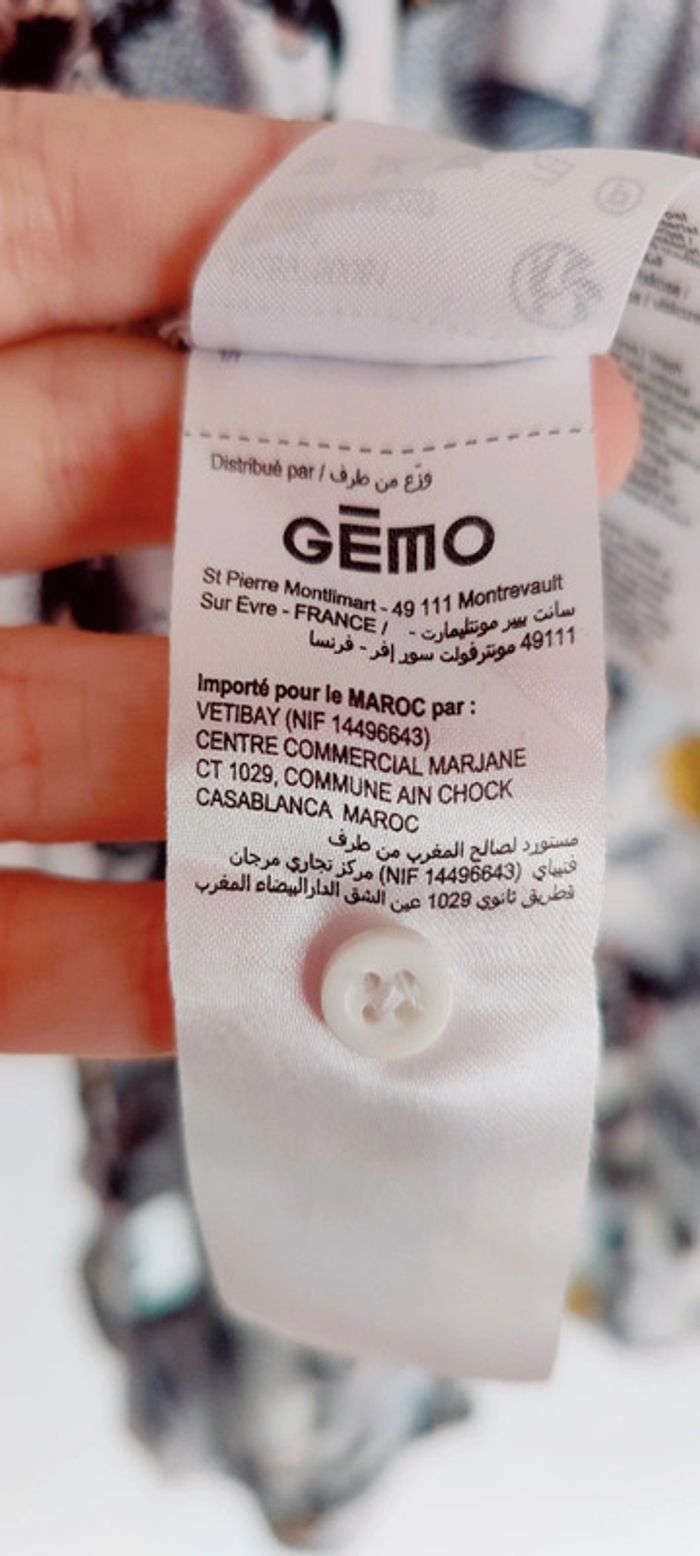 Distribué par / وزّع من طرف
GĒMO
St Pierre Montlimart - 49 111 Montrevault
Sur Evre - FRANCE / سانت بيير مونتليمارت -
49111 مونترفولت سور إفر - فرنسا
Importé pour le MAROC par :
VETIBAY (NIF 14496643)
CENTRE COMMERCIAL MARJANE
CT 1029, COMMUNE AIN CHOCK
CASABLANCA MAROC
مستورد لصالح المغرب من طرف
فتيباي (NIF 14496643) مركز تجاري مرجان
قطريق ثانوي 1029 عين الشق الدارالبيضاء المغرب